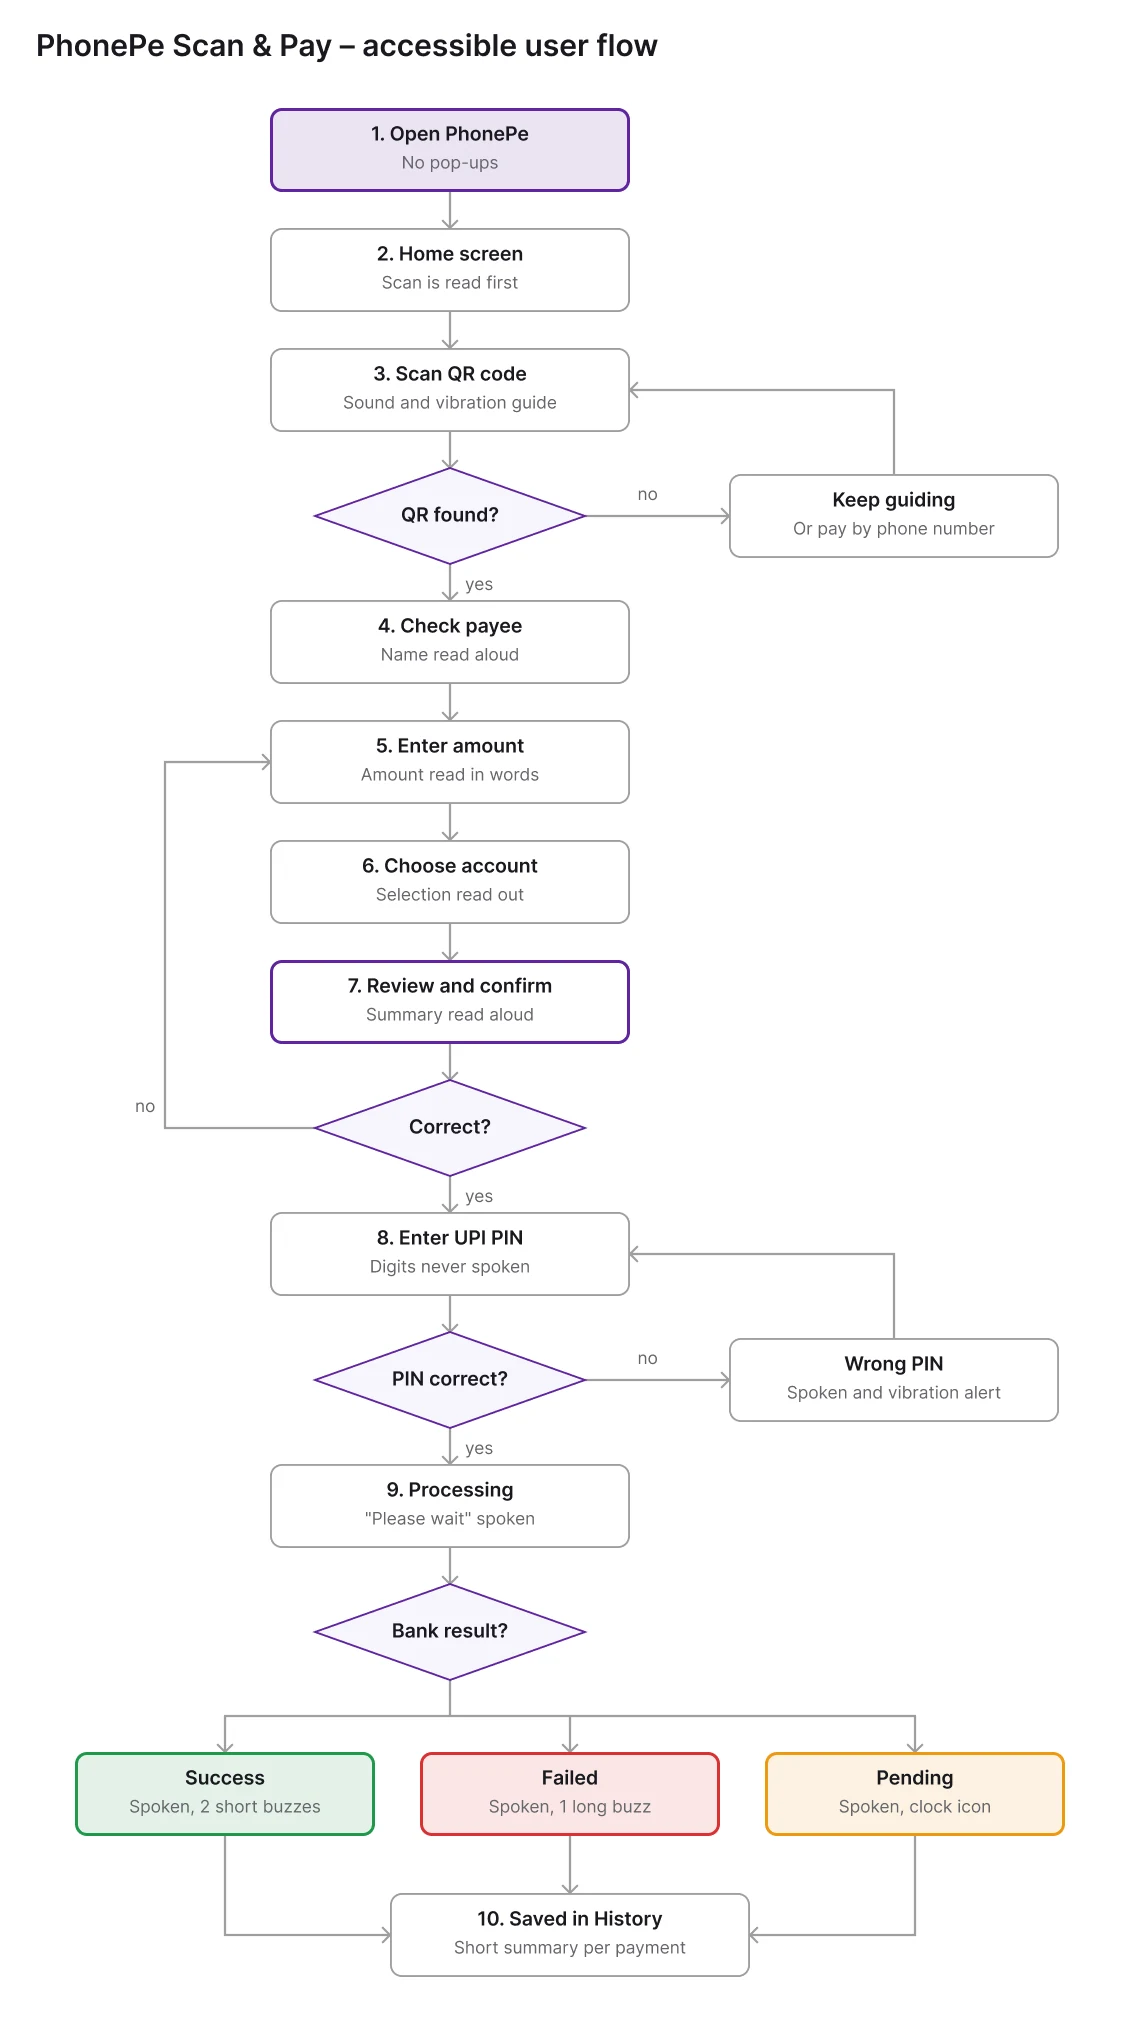 PhonePe Scan & Pay – accessible user flow
1. Open PhonePe
No pop-ups
2. Home screen
Scan is read first
3. Scan QR code
Sound and vibration guide
QR found?
no
Keep guiding
Or pay by phone number
yes
4. Check payee
Name read aloud
5. Enter amount
Amount read in words
6. Choose account
Selection read out
7. Review and confirm
Summary read aloud
no
Correct?
yes
8. Enter UPI PIN
Digits never spoken
PIN correct?
no
Wrong PIN
Spoken and vibration alert
yes
9. Processing
"Please wait" spoken
Bank result?
Success
Spoken, 2 short buzzes
Failed
Spoken, 1 long buzz
Pending
Spoken, clock icon
10. Saved in History
Short summary per payment